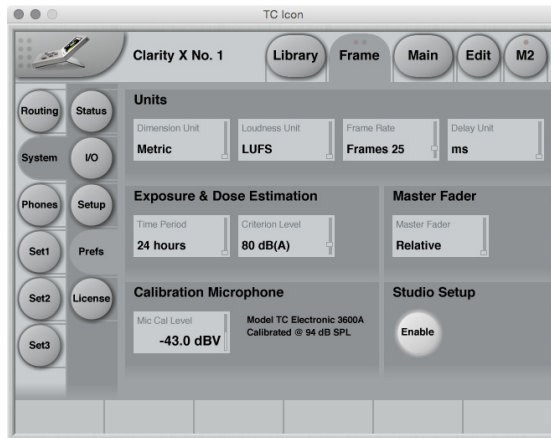 TC Icon
Clarity X No. 1
Library
Frame
Main
Edit
M2
Routing
System
Phones
Set1
Set2
Set3
Status
I/O
Setup
Prefs
License
Units
Dimension Unit
Metric
Loudness Unit
LUFS
Frame Rate
Frames 25
Delay Unit
ms
Exposure & Dose Estimation
Time Period
24 hours
Criterion Level
80 dB(A)
Master Fader
Master Fader
Relative
Calibration Microphone
Mic Cal Level
-43.0 dBV
Model TC Electronic 3600A
Calibrated @ 94 dB SPL
Studio Setup
Enable